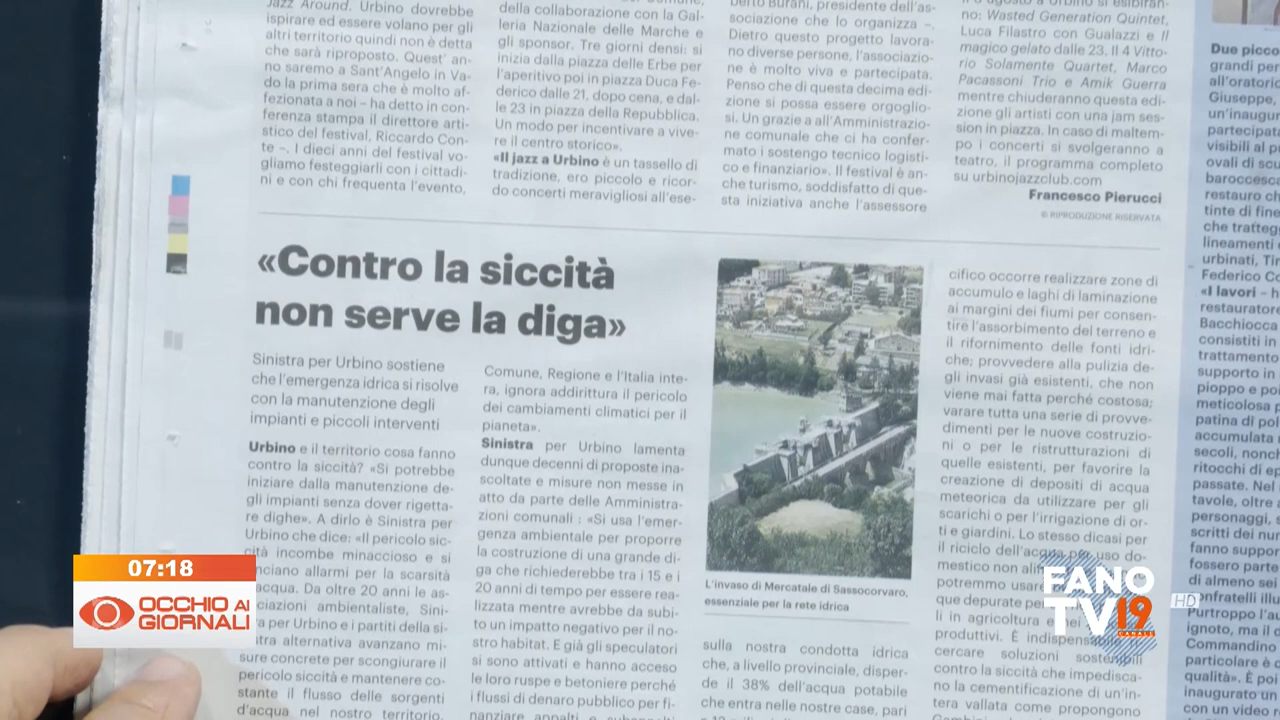 Jazz Around. Urbino dovrebbe
ispirare ed essere volano per gli
altri territorio quindi non è detta
che sarà riproposto. Quest' an-
no saremo a Sant'Angelo in Va-
do la prima sera che è molto af-
fezionata a noi – ha detto in con-
ferenza stampa il direttore arti-
stico del festival, Riccardo Con-
te –. I dieci anni del festival vo-
gliamo festeggiarli con i cittadi-
ni e con chi frequenta l'evento,
della collaborazione con la Gal-
leria Nazionale delle Marche e
gli sponsor. Tre giorni densi: si
inizia dalla piazza delle Erbe per
l'aperitivo poi in piazza Duca Fe-
derico dalle 21, dopo cena, e dal-
le 23 in piazza della Repubblica.
Un modo per incentivare a vive-
re il centro storico».
«Il jazz a Urbino è un tassello di
tradizione, ero piccolo e ricor-
do concerti meravigliosi all'ese-
Burani, presidente dell'as-
sociazione che lo organizza –.
Dietro questo progetto lavora-
no diverse persone, l'associazio-
ne è molto viva e partecipata.
Penso che di questa decima edi-
zione si possa essere orgoglio-
si. Un grazie a all'Amministrazio-
ne comunale che ci ha confer-
mato i sostengo tecnico logisti-
co e finanziario». Il festival è an-
che turismo, soddisfatto di que-
sta iniziativa anche l'assessore
no: Wasted Generation Quintet,
Luca Filastro con Gualazzi e Il
magico gelato dalle 23. Il 4 Vitto-
rio Solamente Quartet, Marco
Pacassoni Trio e Amik Guerra
mentre chiuderanno questa edi-
zione gli artisti con una jam ses-
sion in piazza. In caso di maltem-
po i concerti si svolgeranno a
teatro, il programma completo
su urbinojazzclub.com
Francesco Pierucci
© RIPRODUZIONE RISERVATA
«Contro la siccità
non serve la diga»
Sinistra per Urbino sostiene
che l'emergenza idrica si risolve
con la manutenzione degli
impianti e piccoli interventi
Urbino e il territorio cosa fanno
contro la siccità? «Si potrebbe
iniziare dalla manutenzione de-
gli impianti senza dover rigetta-
re dighe». A dirlo è Sinistra per
Urbino che dice: «Il pericolo sic-
cità incombe minaccioso e si
lanciano allarmi per la scarsità
acqua. Da oltre 20 anni le as-
ciazioni ambientaliste, Sini-
stra per Urbino e i partiti della si-
stra alternativa avanzano mi-
sure concrete per scongiurare il
pericolo siccità e mantenere co-
stante il flusso delle sorgenti
d'acqua nel nostro territorio.
Comune, Regione e l'Italia inte-
ra, ignora addirittura il pericolo
dei cambiamenti climatici per il
pianeta».
Sinistra per Urbino lamenta
dunque decenni di proposte ina-
scoltate e misure non messe in
atto da parte delle Amministra-
zioni comunali : «Si usa l'emer-
genza ambientale per proporre
la costruzione di una grande di-
ga che richiederebbe tra i 15 e i
20 anni di tempo per essere rea-
lizzata mentre avrebbe da subi-
to un impatto negativo per il no-
stro habitat. E già gli speculatori
si sono attivati e hanno acceso
le loro ruspe e betoniere perché
i flussi di denaro pubblico per fi-
nanziare appalti e subappalti
L'invaso di Mercatale di Sassocorvaro,
essenziale per la rete idrica
sulla nostra condotta idrica
che, a livello provinciale, disper-
de il 38% dell'acqua potabile
che entra nelle nostre case, pari
cifico occorre realizzare zone di
accumulo e laghi di laminazione
ai margini dei fiumi per consen-
tire l'assorbimento del terreno e
il rifornimento delle fonti idri-
che; provvedere alla pulizia de-
gli invasi già esistenti, che non
viene mai fatta perché costosa;
varare tutta una serie di provve-
dimenti per le nuove costruzio-
ni o per le ristrutturazioni di
quelle esistenti, per favorire la
creazione di depositi di acqua
meteorica da utilizzare per gli
scarichi o per l'irrigazione di or-
ti e giardini. Lo stesso dicasi per
il riciclo dell'acqua per uso do-
mestico non
potremmo
que depurate
li in agricoltura e
produttivi. È indispensabile
cercare soluzioni sostenibili
contro la siccità che impedisca-
no la cementificazione di un'in-
tera vallata come propongono
Due picco
grandi per
all'oratorio
Giuseppe,
un'inaugur
partecipat
visibili al p
ovali di scu
baroccesca
restauro ch
tinte di fine
che tratteg
lineamenti
urbinati, Ti
Federico C
«I lavori – h
restauratore
Bacchiocca
consistiti in
trattamento
supporto in
pioppo e po
meticolosa r
patina di pol
accumulata
secoli, nonch
ritocchi di ep
passate. Nel
tavole, oltre
personaggi,
scritti dei nur
fanno suppor
fossero parte
di almeno sei
onfratelli illu
Purtroppo l'au
ignoto, ma il c
Commandino
particolare è c
qualità». È poi
inaugurato un
con un video r
07:18
OCCHIO AI
GIORNALI
FANO
TV 19
CANALE
HD